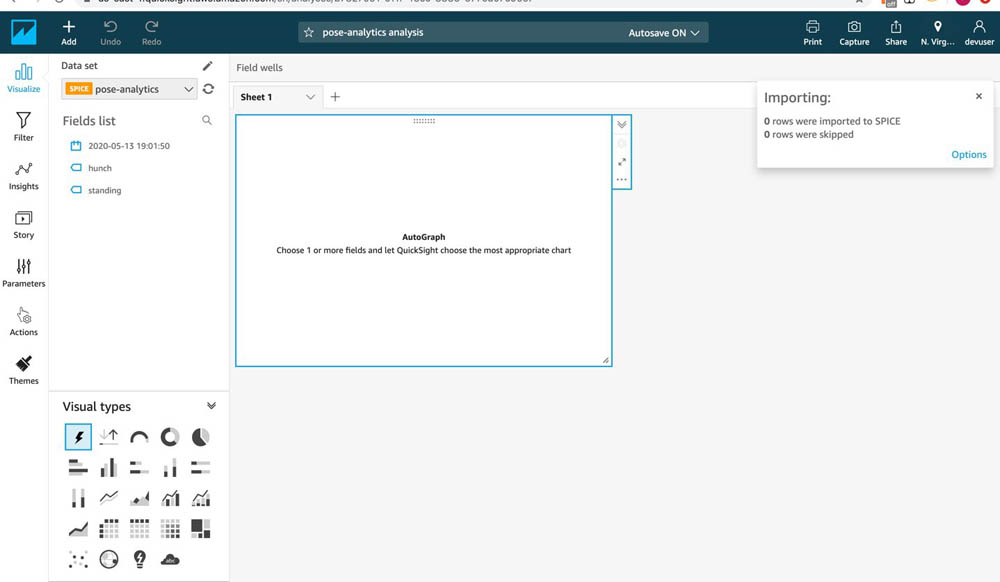 Add
Undo
Redo
pose-analytics analysis
Autosave ON
Print
Capture
Share
N. Virg...
devuser
Visualize
Filter
Insights
Story
Parameters
Actions
Themes
Data set
SPICE pose-analytics
Fields list
2020-05-13 19:01:50
hunch
standing
Visual types
Field wells
Sheet 1
AutoGraph
Choose 1 or more fields and let QuickSight choose the most appropriate chart
Importing:
0 rows were imported to SPICE
0 rows were skipped
Options